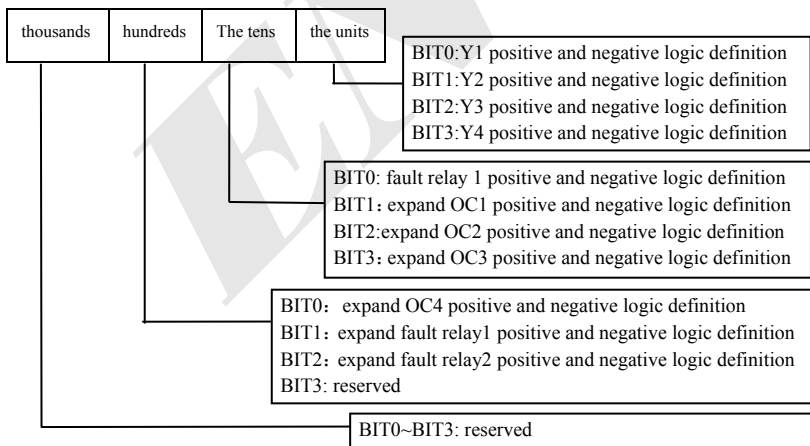 thousands hundreds The tens the units
BIT0:Y1 positive and negative logic definition
BIT1:Y2 positive and negative logic definition
BIT2:Y3 positive and negative logic definition
BIT3:Y4 positive and negative logic definition
BIT0: fault relay 1 positive and negative logic definition
BIT1：expand OC1 positive and negative logic definition
BIT2:expand OC2 positive and negative logic definition
BIT3：expand OC3 positive and negative logic definition
BIT0：expand OC4 positive and negative logic definition
BIT1：expand fault relay1 positive and negative logic definition
BIT2：expand fault relay2 positive and negative logic definition
BIT3: reserved
BIT0~BIT3: reserved